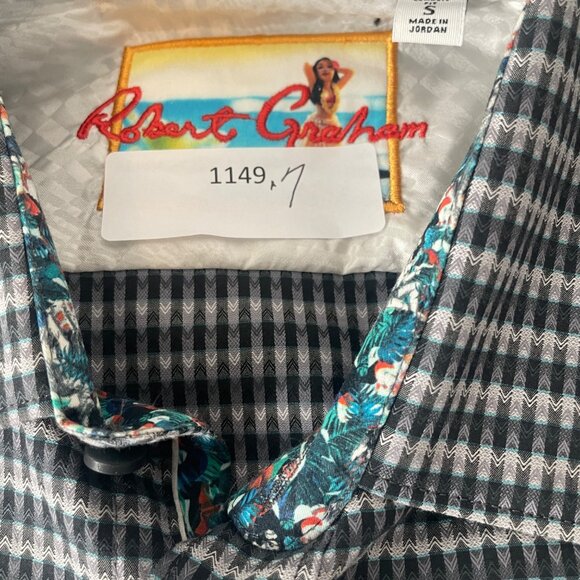 S
MADE IN
JORDAN
Robert Graham
1149.7